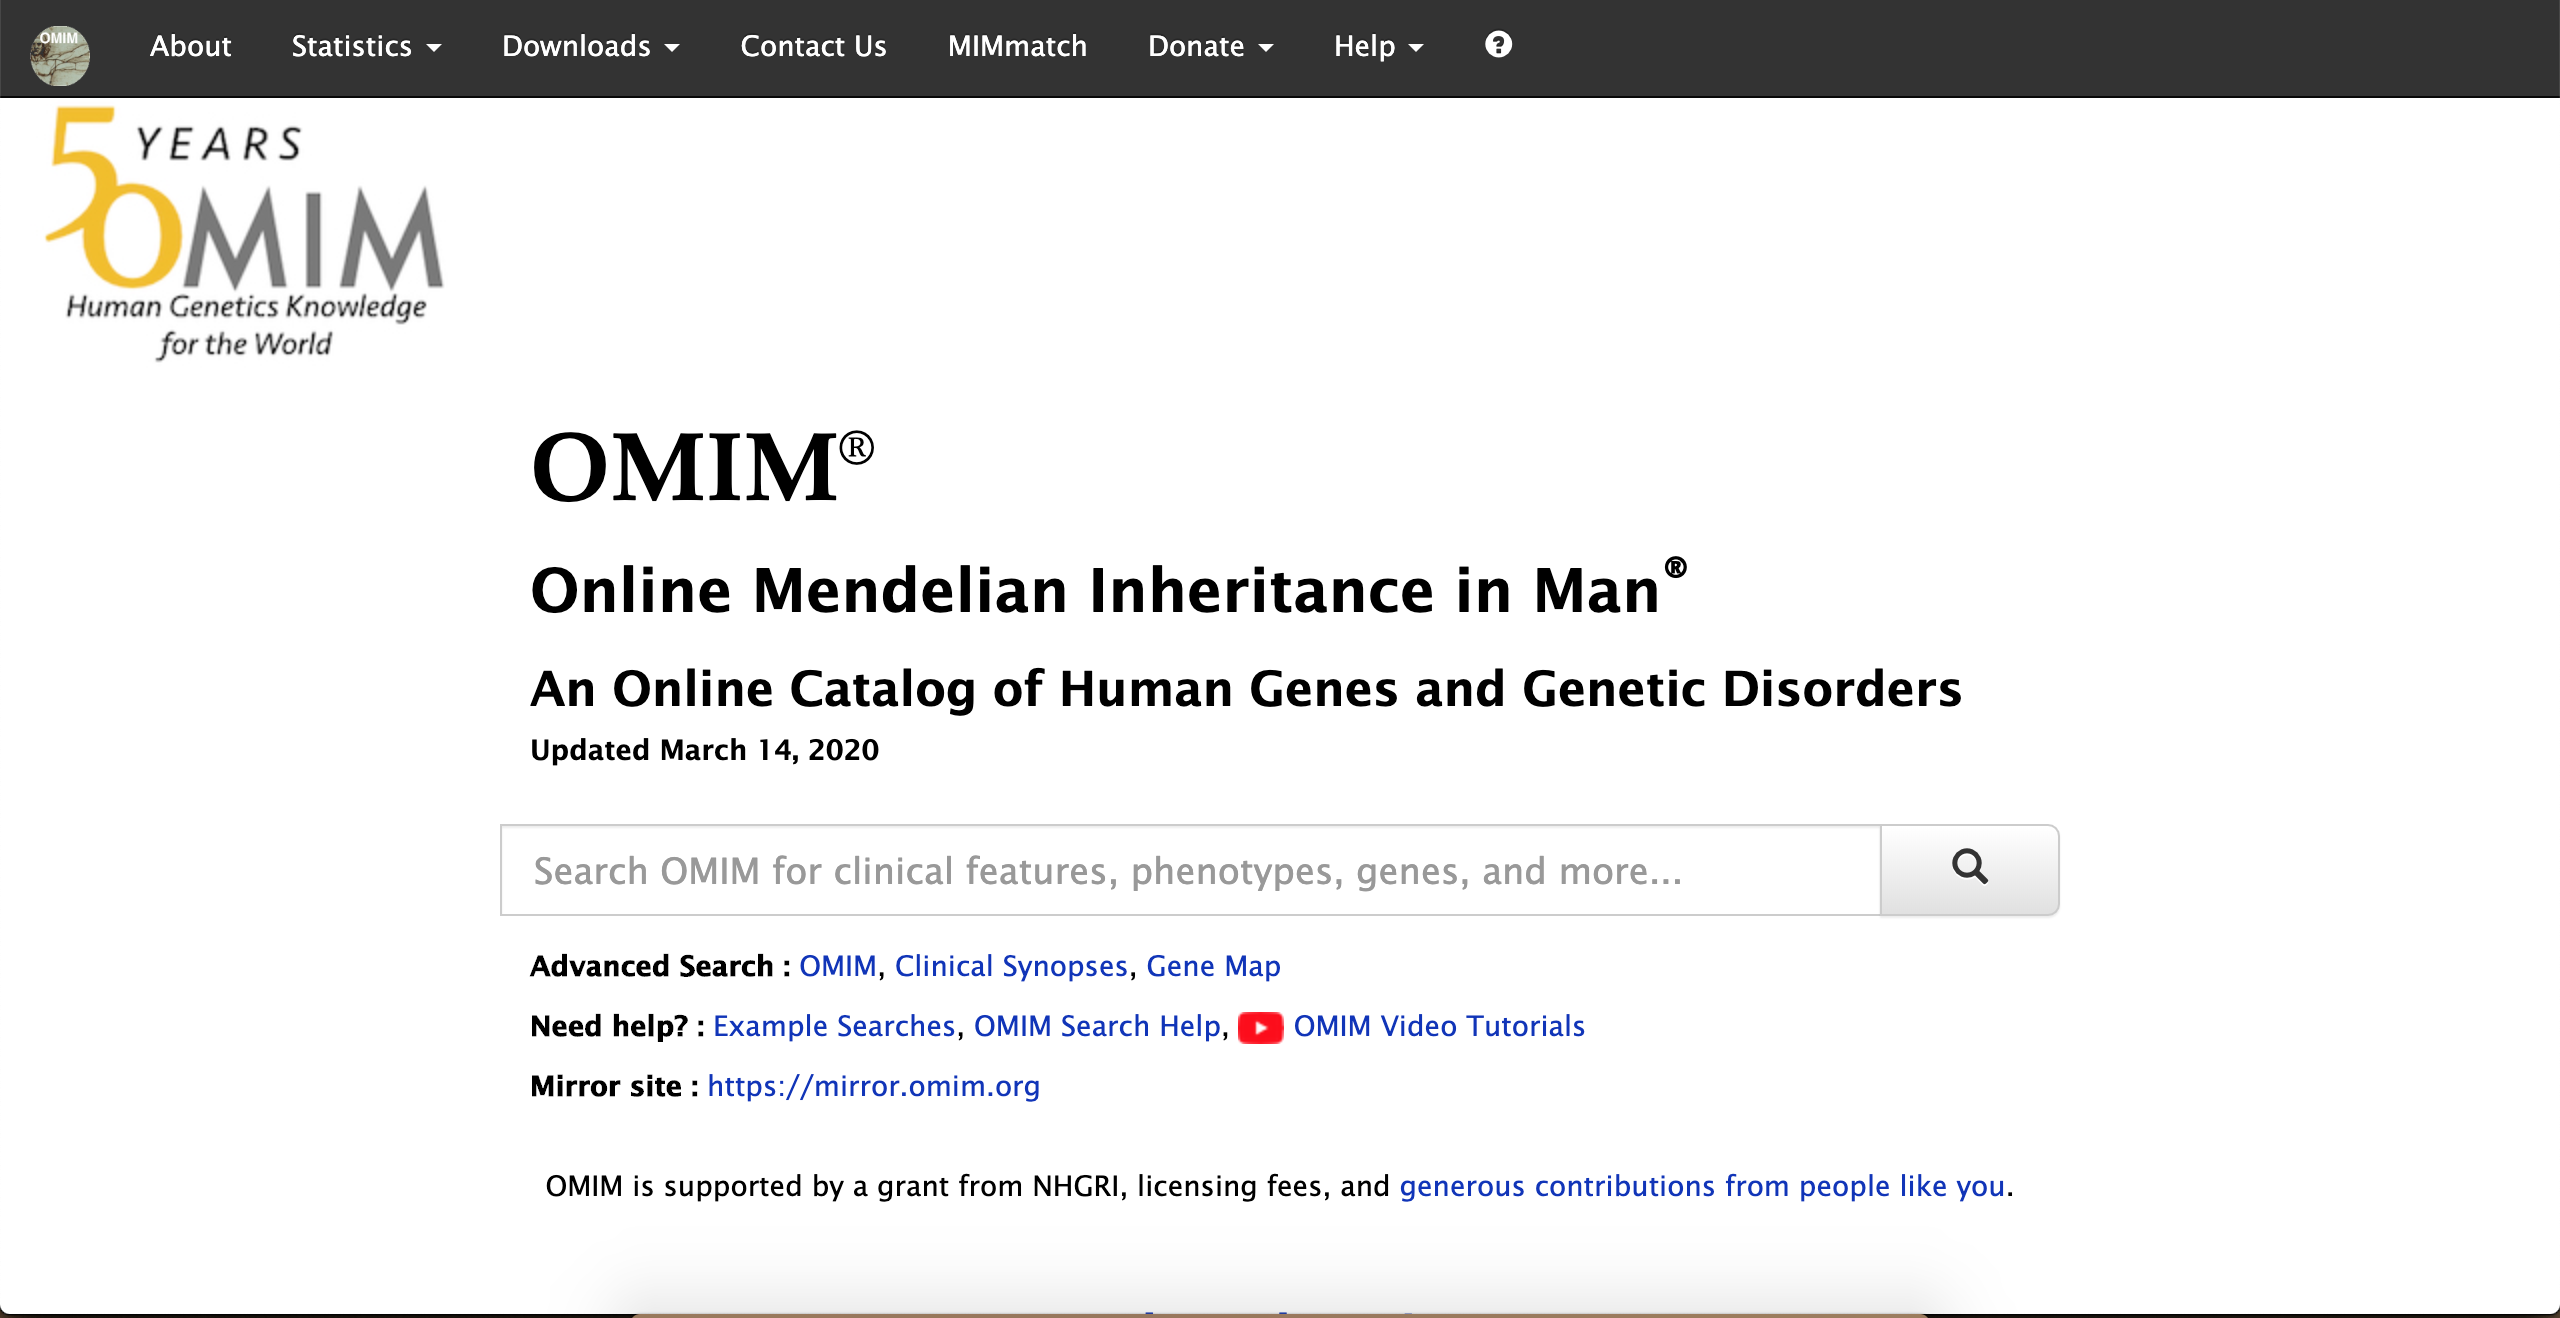 OMIM
About Statistics Downloads Contact Us MIMmatch Donate Help ?
50 YEARS
OMIM
Human Genetics Knowledge
for the World
OMIM®
Online Mendelian Inheritance in Man®
An Online Catalog of Human Genes and Genetic Disorders
Updated March 14, 2020
Search OMIM for clinical features, phenotypes, genes, and more...
Advanced Search : OMIM, Clinical Synopses, Gene Map
Need help? : Example Searches, OMIM Search Help, OMIM Video Tutorials
Mirror site : https://mirror.omim.org
OMIM is supported by a grant from NHGRI, licensing fees, and generous contributions from people like you.